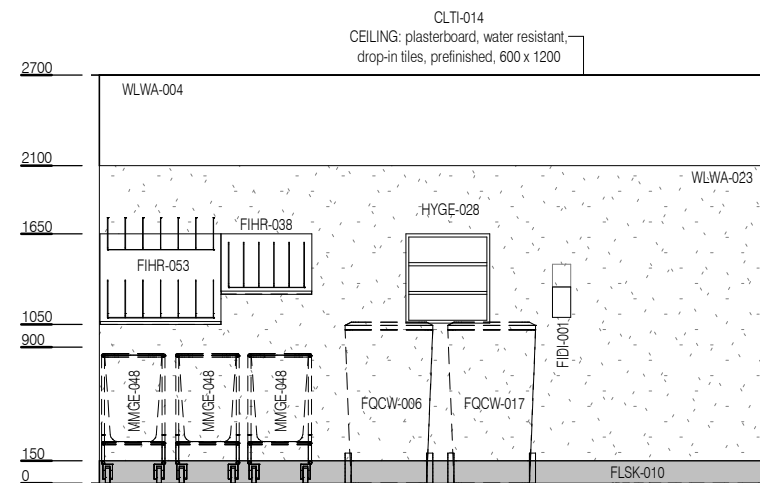 CLTI-014
CEILING: plasterboard, water resistant,
drop-in tiles, prefinished, 600 x 1200
2700
WLWA-004
2100
WLWA-023
HYGE-028
1650
FIHR-038
FIHR-053
1050
900
FIDI-001
MMGE-048
MMGE-048
MMGE-048
FQCW-006
FQCW-017
150
0
FLSK-010